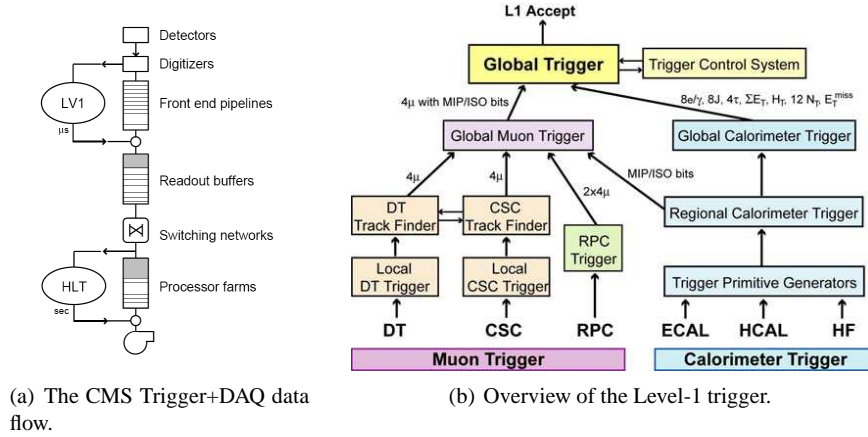 Detectors
Digitizers
LV1
Front end pipelines
μs
Readout buffers
Switching networks
HLT
Processor farms
sec
(a) The CMS Trigger+DAQ data
flow.
L1 Accept
Global Trigger
Trigger Control System
4μ with MIP/ISO bits
8e/γ, 8J, 4τ, ΣE_T, H_T, 12 N_T, E_T^miss
Global Muon Trigger
Global Calorimeter Trigger
4μ
4μ
2x4μ
MIP/ISO bits
DT
Track Finder
CSC
Track Finder
Regional Calorimeter Trigger
RPC
Trigger
Local
DT Trigger
Local
CSC Trigger
Trigger Primitive Generators
DT
CSC
RPC
ECAL
HCAL
HF
Muon Trigger
Calorimeter Trigger
(b) Overview of the Level-1 trigger.